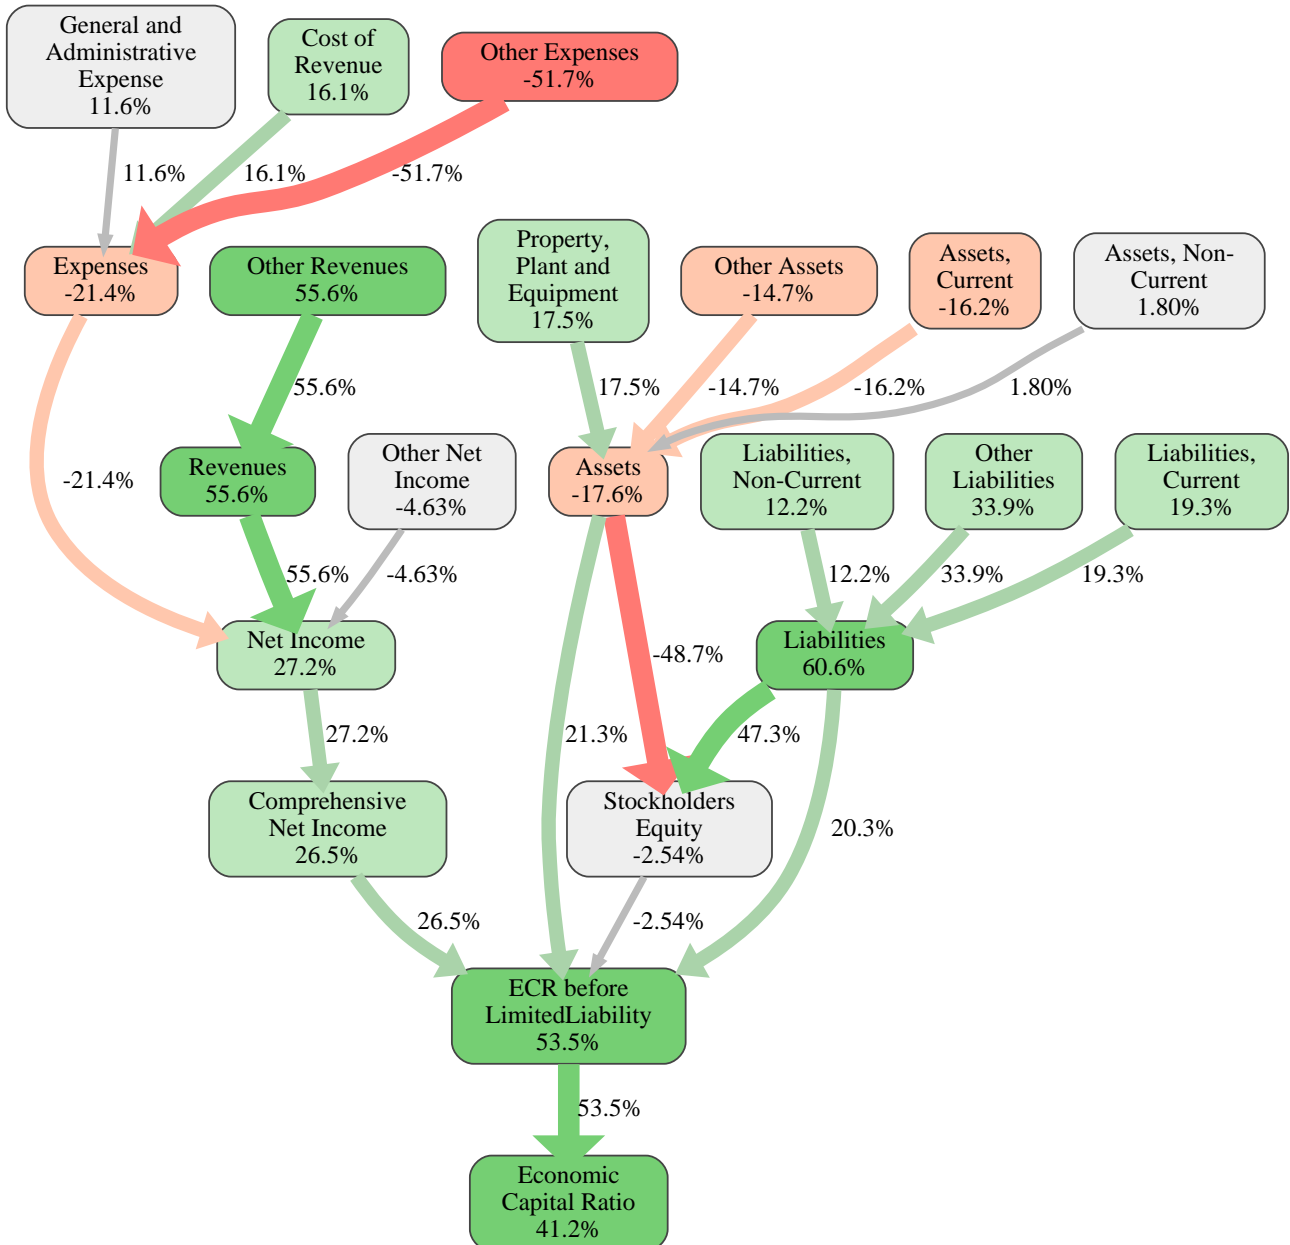 General and
Administrative
Expense
11.6%
Cost of
Revenue
16.1%
Other Expenses
-51.7%
11.6%
16.1%
-51.7%
Expenses
-21.4%
Other Revenues
55.6%
Property,
Plant and
Equipment
17.5%
Other Assets
-14.7%
Assets,
Current
-16.2%
Assets, Non-
Current
1.80%
55.6%
17.5%
-14.7%
-16.2%
1.80%
-21.4%
Revenues
55.6%
Other Net
Income
-4.63%
Assets
-17.6%
Liabilities,
Non-Current
12.2%
Other
Liabilities
33.9%
Liabilities,
Current
19.3%
55.6%
-4.63%
12.2%
33.9%
19.3%
Net Income
27.2%
-48.7%
Liabilities
60.6%
27.2%
21.3%
47.3%
Comprehensive
Net Income
26.5%
Stockholders
Equity
-2.54%
20.3%
26.5%
-2.54%
ECR before
LimitedLiability
53.5%
53.5%
Economic
Capital Ratio
41.2%